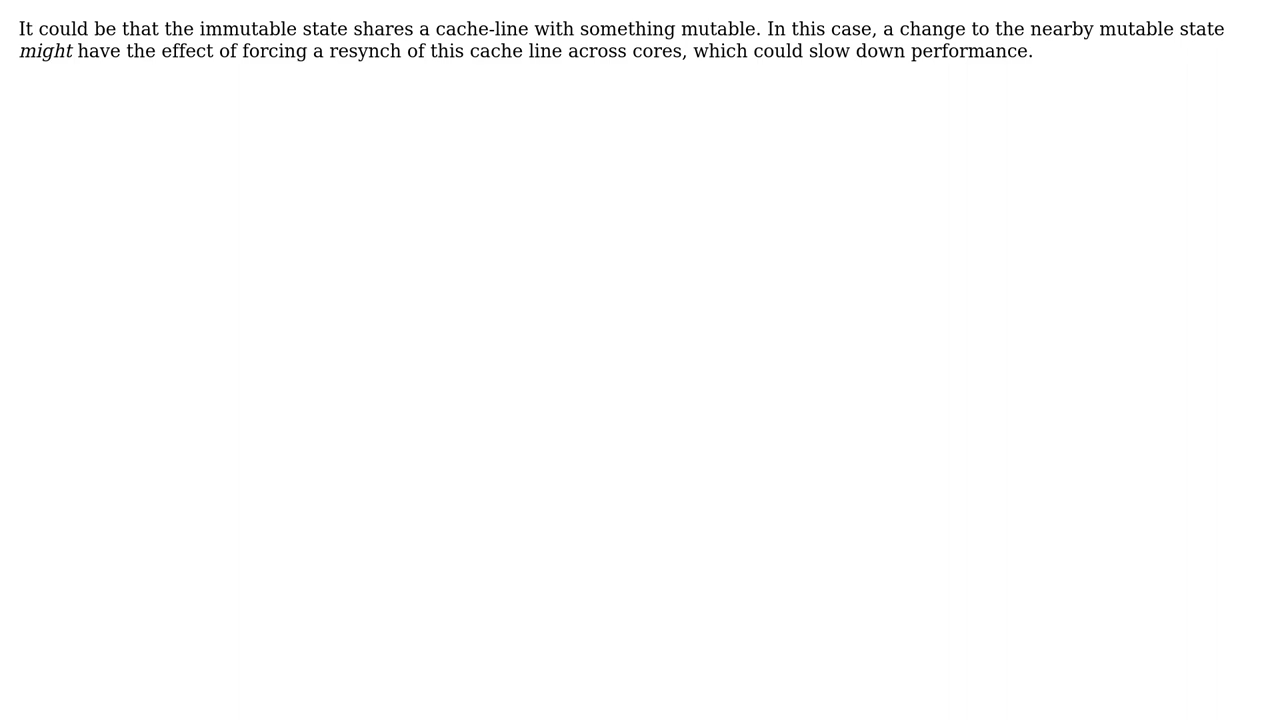 It could be that the immutable state shares a cache-line with something mutable. In this case, a change to the nearby mutable state
might have the effect of forcing a resynch of this cache line across cores, which could slow down performance.